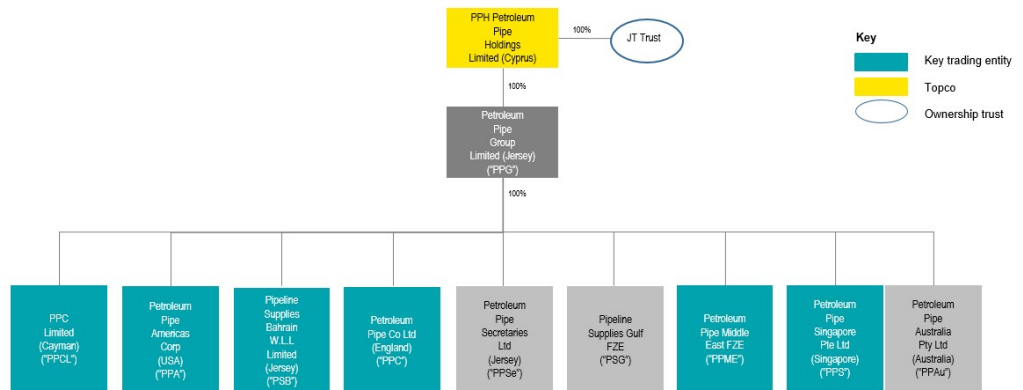 PPH Petroleum
Pipe
Holdings
Limited (Cyprus)
100%
JT Trust
Key
Key trading entity
Topco
Ownership trust
100%
Petroleum
Pipe
Group
Limited (Jersey)
("PPG")
100%
PPC
Limited
(Cayman)
("PPCL")
Petroleum
Pipe
Americas
Corp
(USA)
("PPA")
Pipeline
Supplies
Bahrain
W.L.L
Limited
(Jersey)
("PSB")
Petroleum
Pipe Co Ltd
(England)
("PPC")
Petroleum
Pipe
Secretaries
Ltd
(Jersey)
("PPSe")
Pipeline
Supplies Gulf
FZE
("PSG")
Petroleum
Pipe Middle
East FZE
("PPME")
Petroleum
Pipe
Singapore
Pte Ltd
(Singapore)
("PPS")
Petroleum
Pipe
Australia
Pty Ltd
(Australia)
("PPAu")